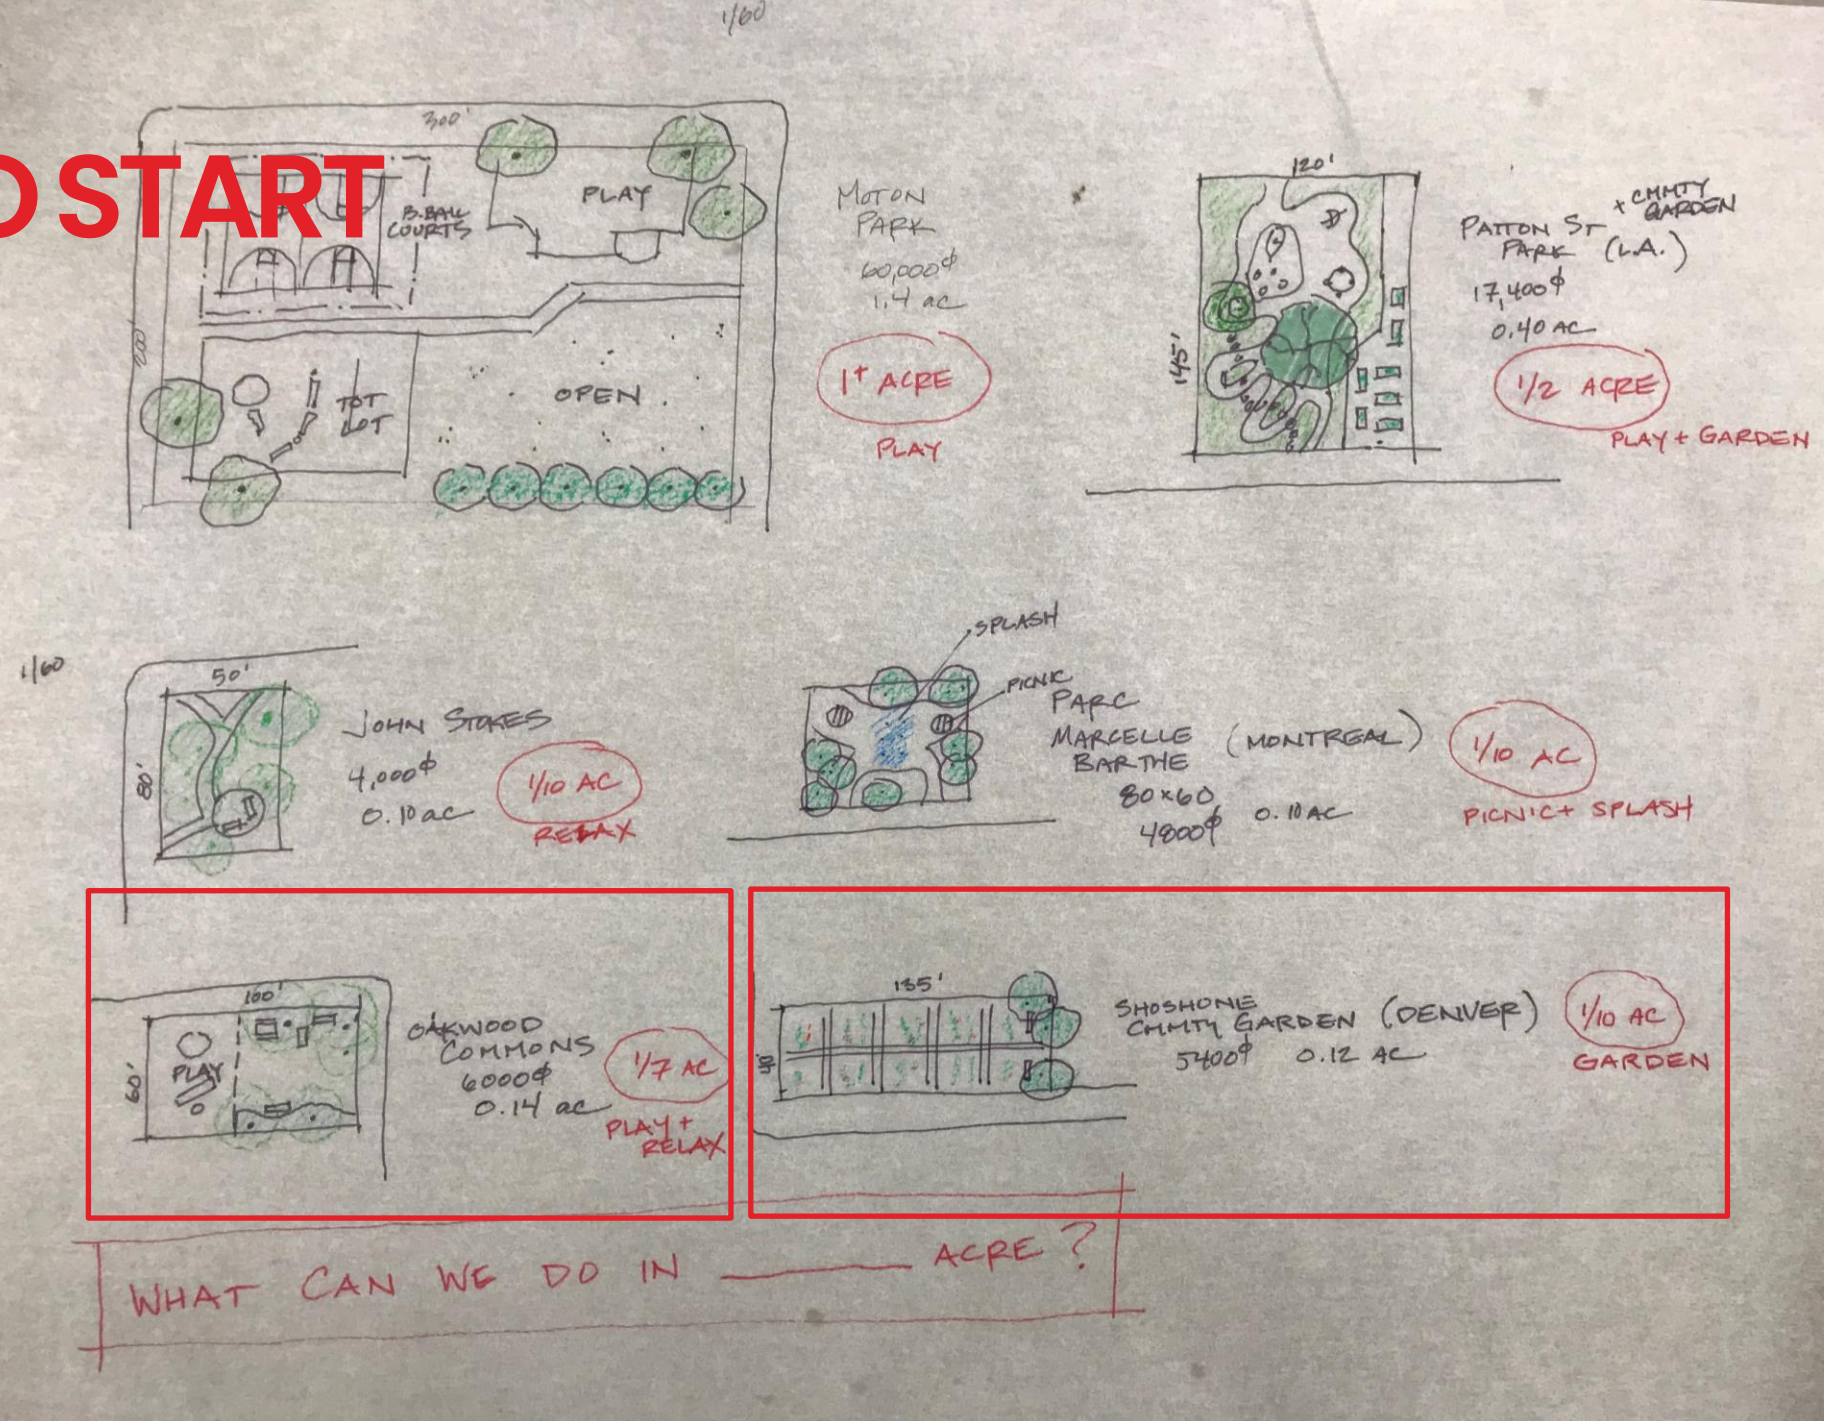 1/60
300'
D START
PLAY
B.BALL
COURTS
200'
TOT
LOT
OPEN
MOTON
PARK
60,000⌀
1.4 ac
1+ ACRE
PLAY
120'
145'
PATTON ST + CMMTY
GARDEN
PARK (L.A.)
17,400⌀
0.40 AC
1/2 ACRE
PLAY + GARDEN
1/60
50'
80'
JOHN STOKES
4,000⌀
0.10 ac
1/10 AC
RELAX
SPLASH
PICNIC
PARC
MARCELLE (MONTREAL)
BARTHE
80x60
4800⌀ 0.10 AC
1/10 AC
PICNIC + SPLASH
100'
60'
PLAY
OAKWOOD
COMMONS
6000⌀
0.14 ac
1/7 AC
PLAY +
RELAX
135'
SHOSHONE
CMMTY GARDEN (DENVER)
5400⌀ 0.12 AC
1/10 AC
GARDEN
WHAT CAN WE DO IN ______ ACRE?